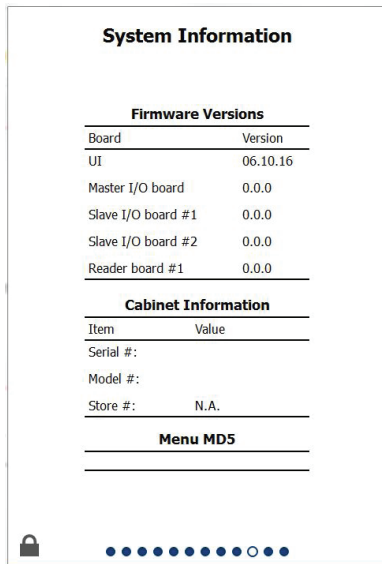 System Information
Firmware Versions
Board Version
UI 06.10.16
Master I/O board 0.0.0
Slave I/O board #1 0.0.0
Slave I/O board #2 0.0.0
Reader board #1 0.0.0
Cabinet Information
Item Value
Serial #:
Model #:
Store #: N.A.
Menu MD5